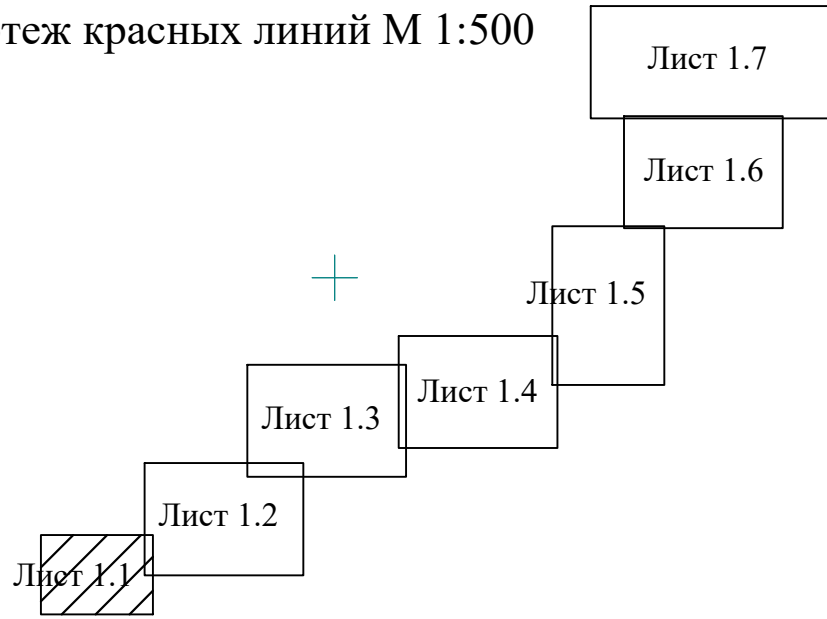 теж красных линий М 1:500
Лист 1.7
Лист 1.6
Лист 1.5
Лист 1.4
Лист 1.3
Лист 1.2
Лист 1.1